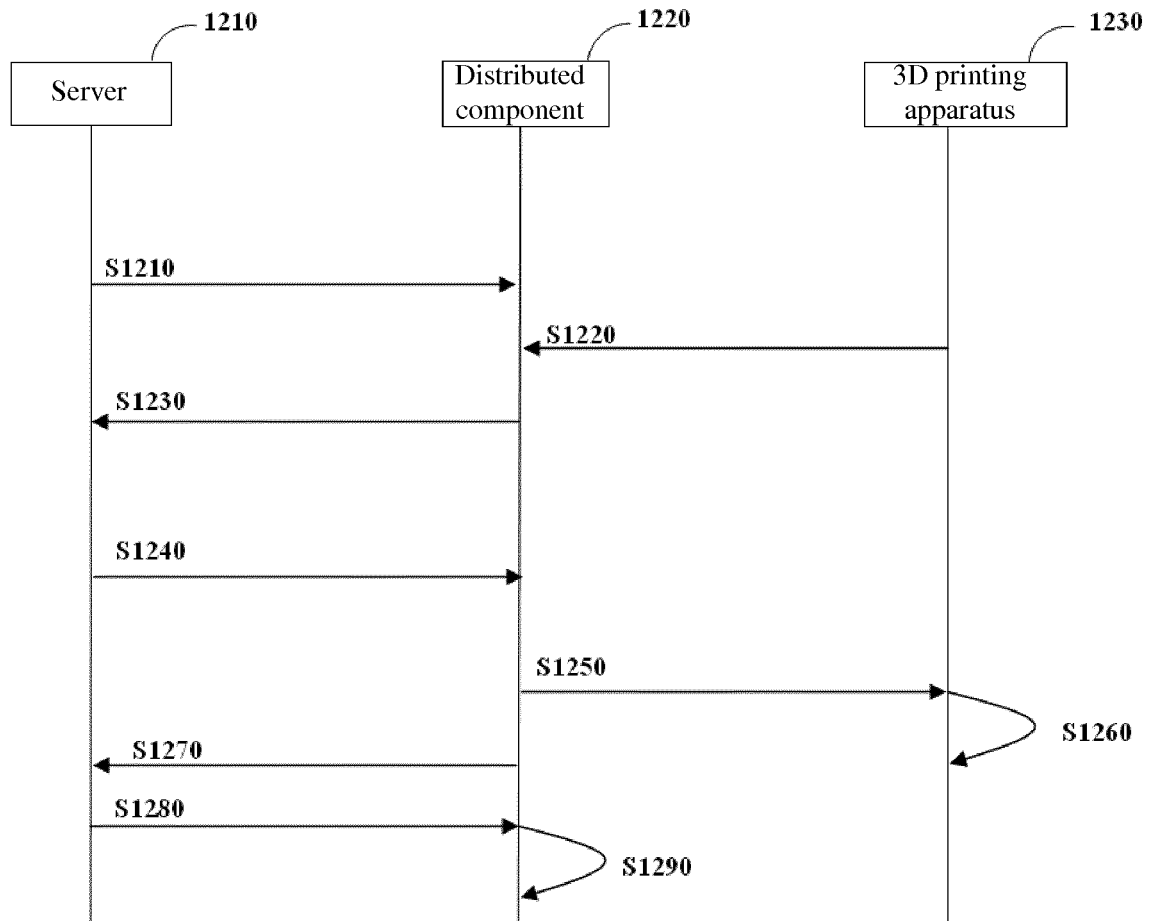 1210
1220
1230
Server
Distributed
component
3D printing
apparatus
S1210
S1220
S1230
S1240
S1250
S1260
S1270
S1280
S1290